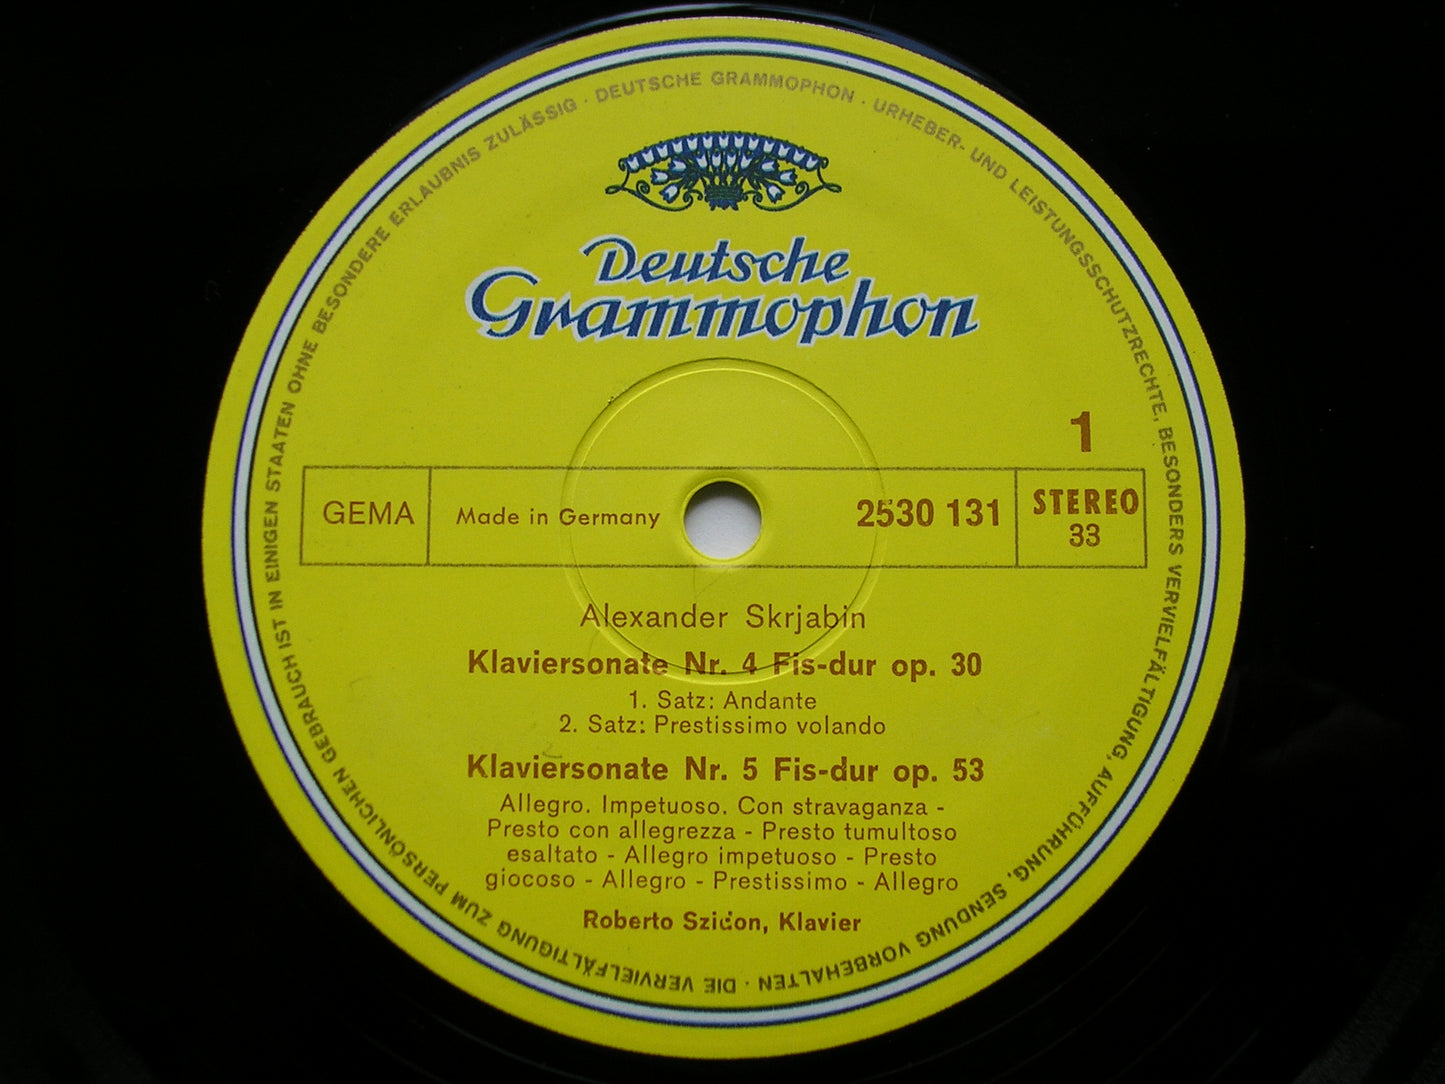 DEUTSCHE GRAMMOPHON · URHEBER- UND LEISTUNGSSCHUTZRECHTE, BESONDERS VERVIELFÄLTIGUNG, AUFFÜHRUNG, SENDUNG VORBEHALTEN · DIE VERVIELFÄLTIGUNG ZUM PERSÖNLICHEN GEBRAUCH IST IN EINIGEN STAATEN OHNE BESONDERE ERLAUBNIS ZULÄSSIG ·
Deutsche
Grammophon
1
GEMA Made in Germany 2530 131 STEREO
33
Alexander Skrjabin
Klaviersonate Nr. 4 Fis-dur op. 30
1. Satz: Andante
2. Satz: Prestissimo volando
Klaviersonate Nr. 5 Fis-dur op. 53
Allegro. Impetuoso. Con stravaganza -
Presto con allegrezza - Presto tumultoso
esaltato - Allegro impetuoso - Presto
giocoso - Allegro - Prestissimo - Allegro
Roberto Szidon, Klavier